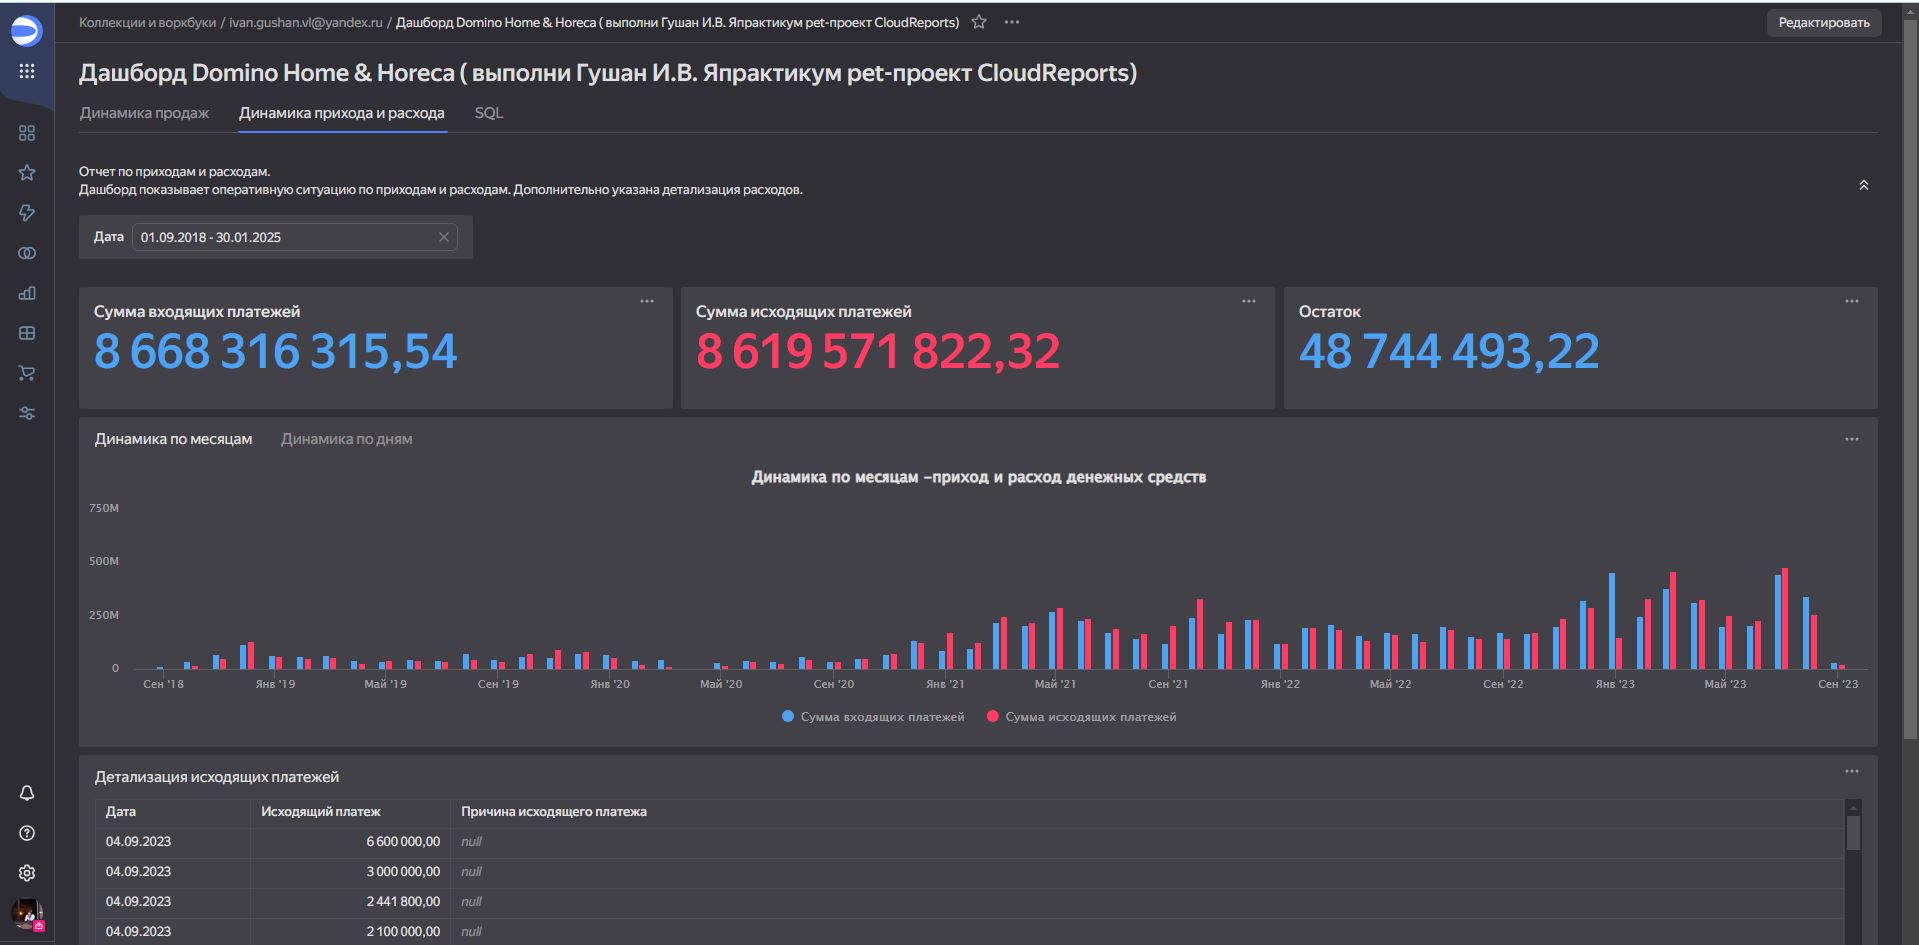 Коллекции и воркбуки / ivan.gushan.vl@yandex.ru / Дашборд Domino Home & Horeca ( выполни Гушан И.В. Япрактикум pet-проект CloudReports)
Редактировать
Дашборд Domino Home & Horeca ( выполни Гушан И.В. Япрактикум pet-проект CloudReports)
Динамика продаж Динамика прихода и расхода SQL
Отчет по приходам и расходам.
Дашборд показывает оперативную ситуацию по приходам и расходам. Дополнительно указана детализация расходов.
Дата 01.09.2018 - 30.01.2025
Сумма входящих платежей
8 668 316 315,54
Сумма исходящих платежей
8 619 571 822,32
Остаток
48 744 493,22
Динамика по месяцам Динамика по дням
Динамика по месяцам -приход и расход денежных средств
750M
500M
250M
0
Сен '18 Янв '19 Май '19 Сен '19 Янв '20 Май '20 Сен '20 Янв '21 Май '21 Сен '21 Янв '22 Май '22 Сен '22 Янв '23 Май '23 Сен '23
Сумма входящих платежей Сумма исходящих платежей
Детализация исходящих платежей
Дата Исходящий платеж Причина исходящего платежа
04.09.2023 6 600 000,00 null
04.09.2023 3 000 000,00 null
04.09.2023 2 441 800,00 null
04.09.2023 2 100 000,00 null